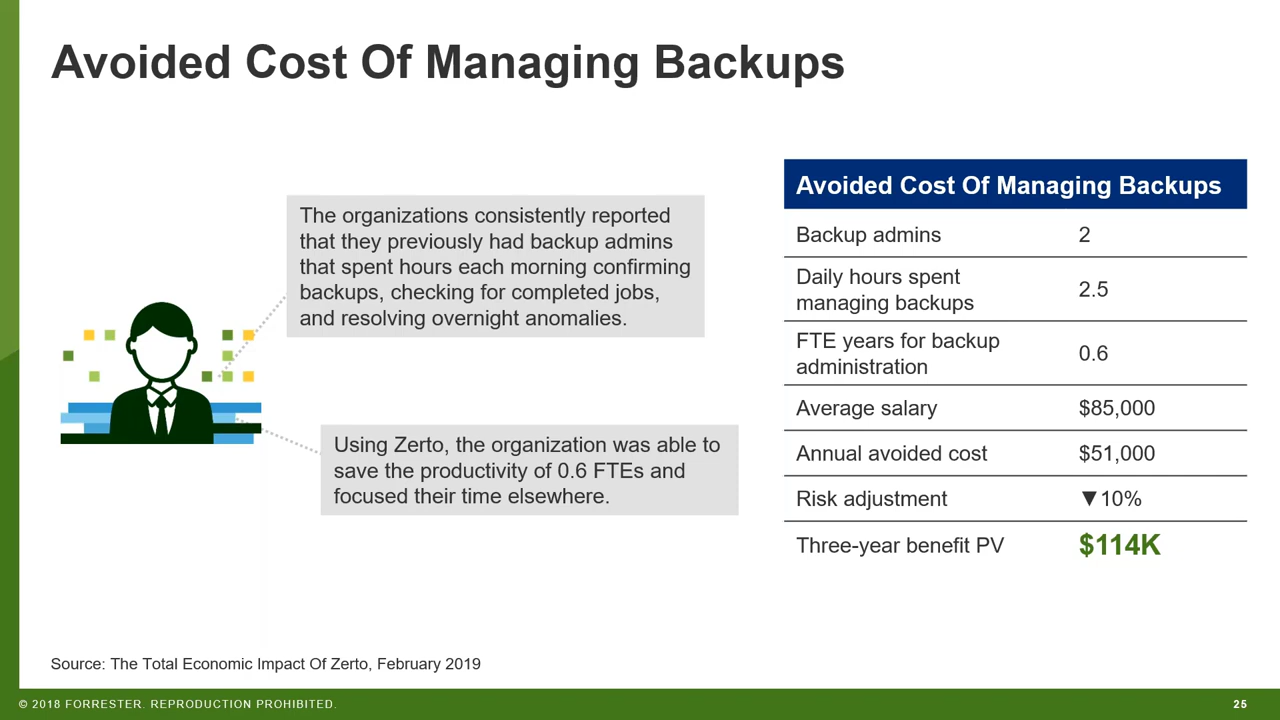 Avoided Cost Of Managing Backups
The organizations consistently reported
that they previously had backup admins
that spent hours each morning confirming
backups, checking for completed jobs,
and resolving overnight anomalies.
Using Zerto, the organization was able to
save the productivity of 0.6 FTEs and
focused their time elsewhere.
Avoided Cost Of Managing Backups
Backup admins 2
Daily hours spent
managing backups 2.5
FTE years for backup
administration 0.6
Average salary $85,000
Annual avoided cost $51,000
Risk adjustment ▼10%
Three-year benefit PV $114K
Source: The Total Economic Impact Of Zerto, February 2019
© 2018 FORRESTER. REPRODUCTION PROHIBITED. 25